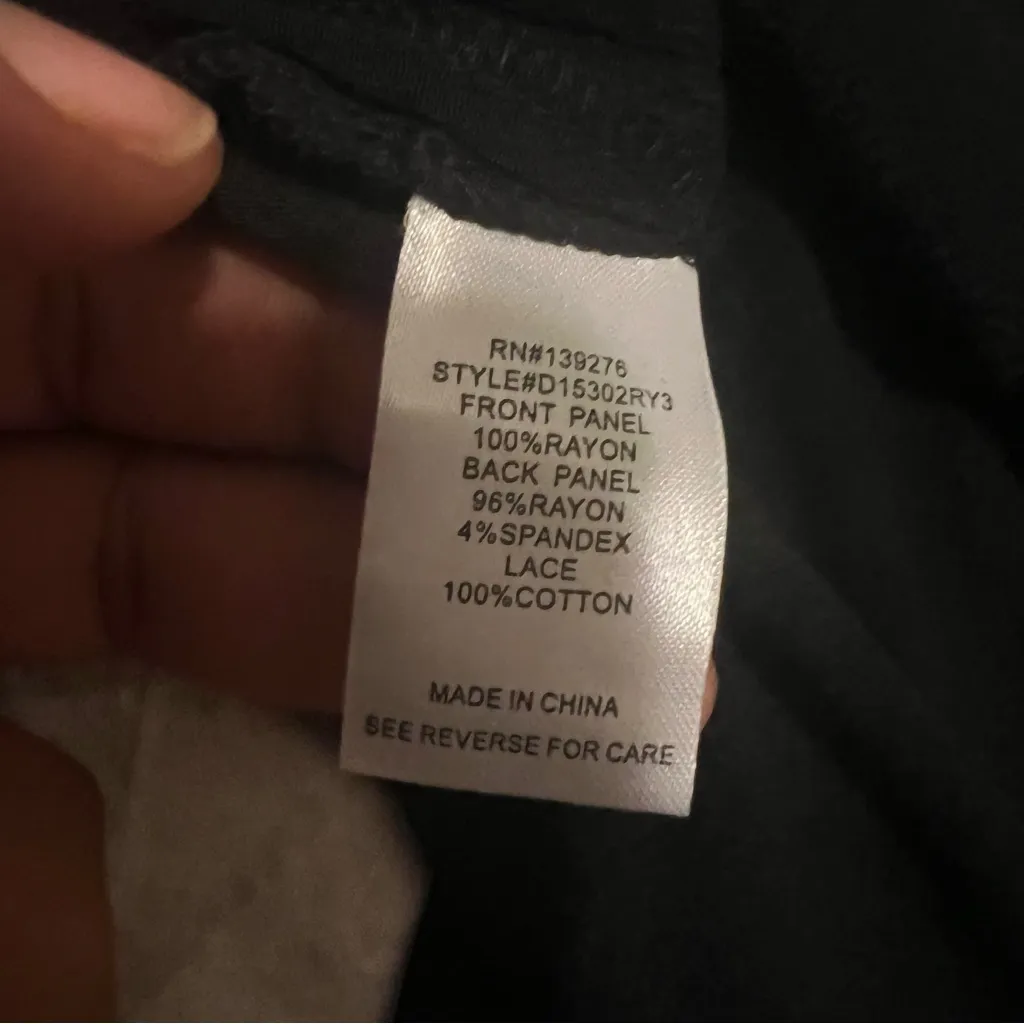 RN#139276
STYLE#D15302RY3
FRONT PANEL
100%RAYON
BACK PANEL
96%RAYON
4%SPANDEX
LACE
100%COTTON
MADE IN CHINA
SEE REVERSE FOR CARE